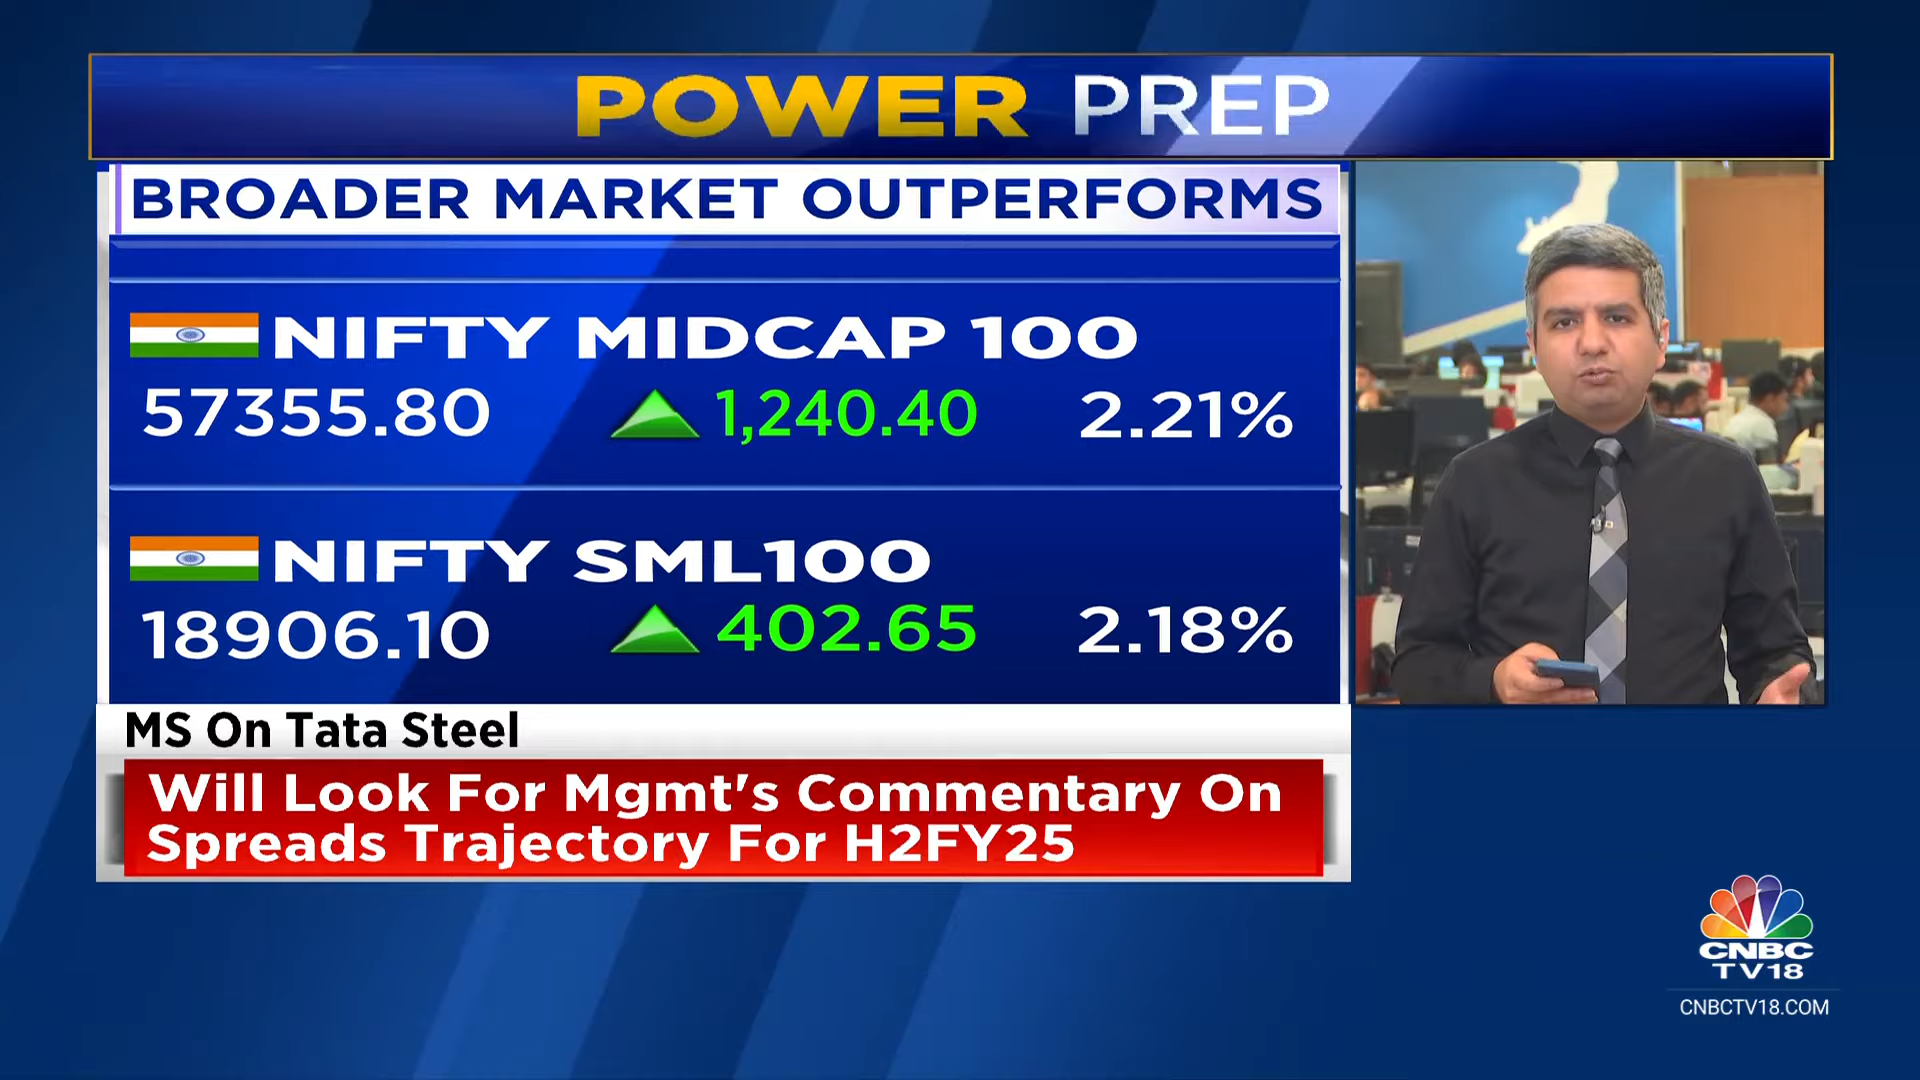 POWER PREP
BROADER MARKET OUTPERFORMS
NIFTY MIDCAP 100
57355.80 1,240.40 2.21%
NIFTY SML100
18906.10 402.65 2.18%
MS On Tata Steel
Will Look For Mgmt's Commentary On
Spreads Trajectory For H2FY25
CNBC
TV18
CNBCTV18.COM